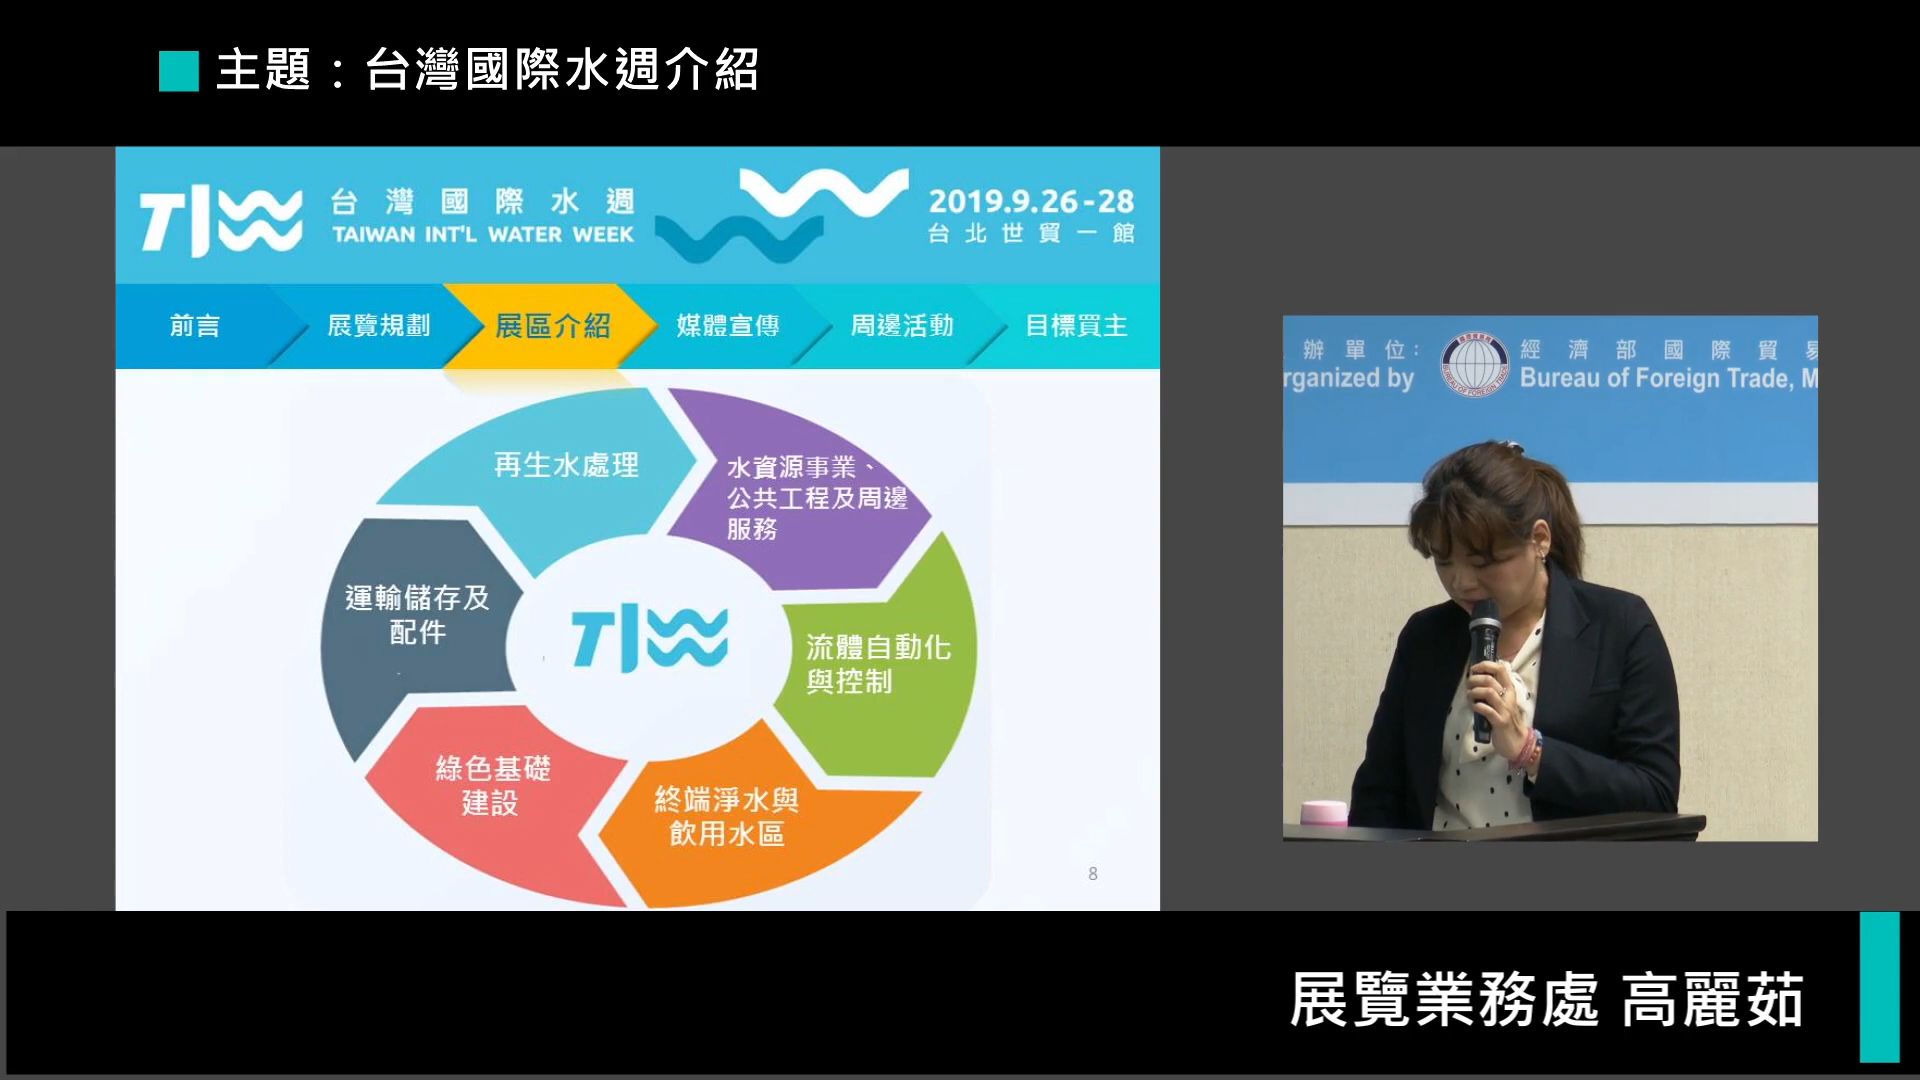 主題：台灣國際水週介紹
TIWW
台灣國際水週
TAIWAN INT'L WATER WEEK
2019.9.26-28
台北世貿一館
前言
展覽規劃
展區介紹
媒體宣傳
周邊活動
目標買主
再生水處理
水資源事業、
公共工程及周邊
服務
運輸儲存及
配件
TIWW
流體自動化
與控制
綠色基礎
建設
終端淨水與
飲用水區
8
辦單位：
經濟部國際貿易
rganized by
Bureau of Foreign Trade, M
展覽業務處 高麗茹